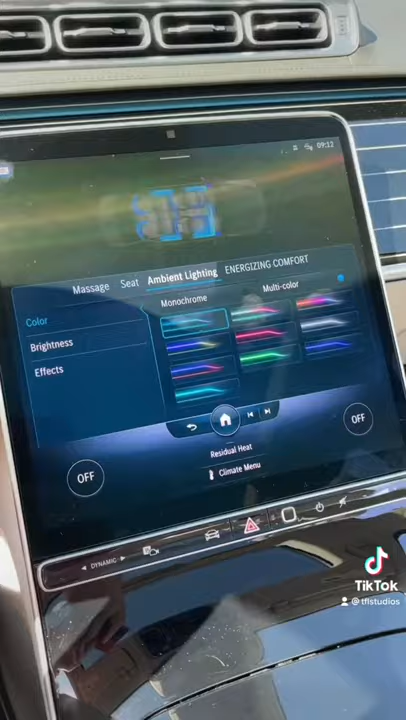 09:12
Massage Seat Ambient Lighting ENERGIZING COMFORT
Monochrome Multi-color
Color
Brightness
Effects
OFF
OFF
Residual Heat
Climate Menu
DYNAMIC
TikTok
@tflstudios